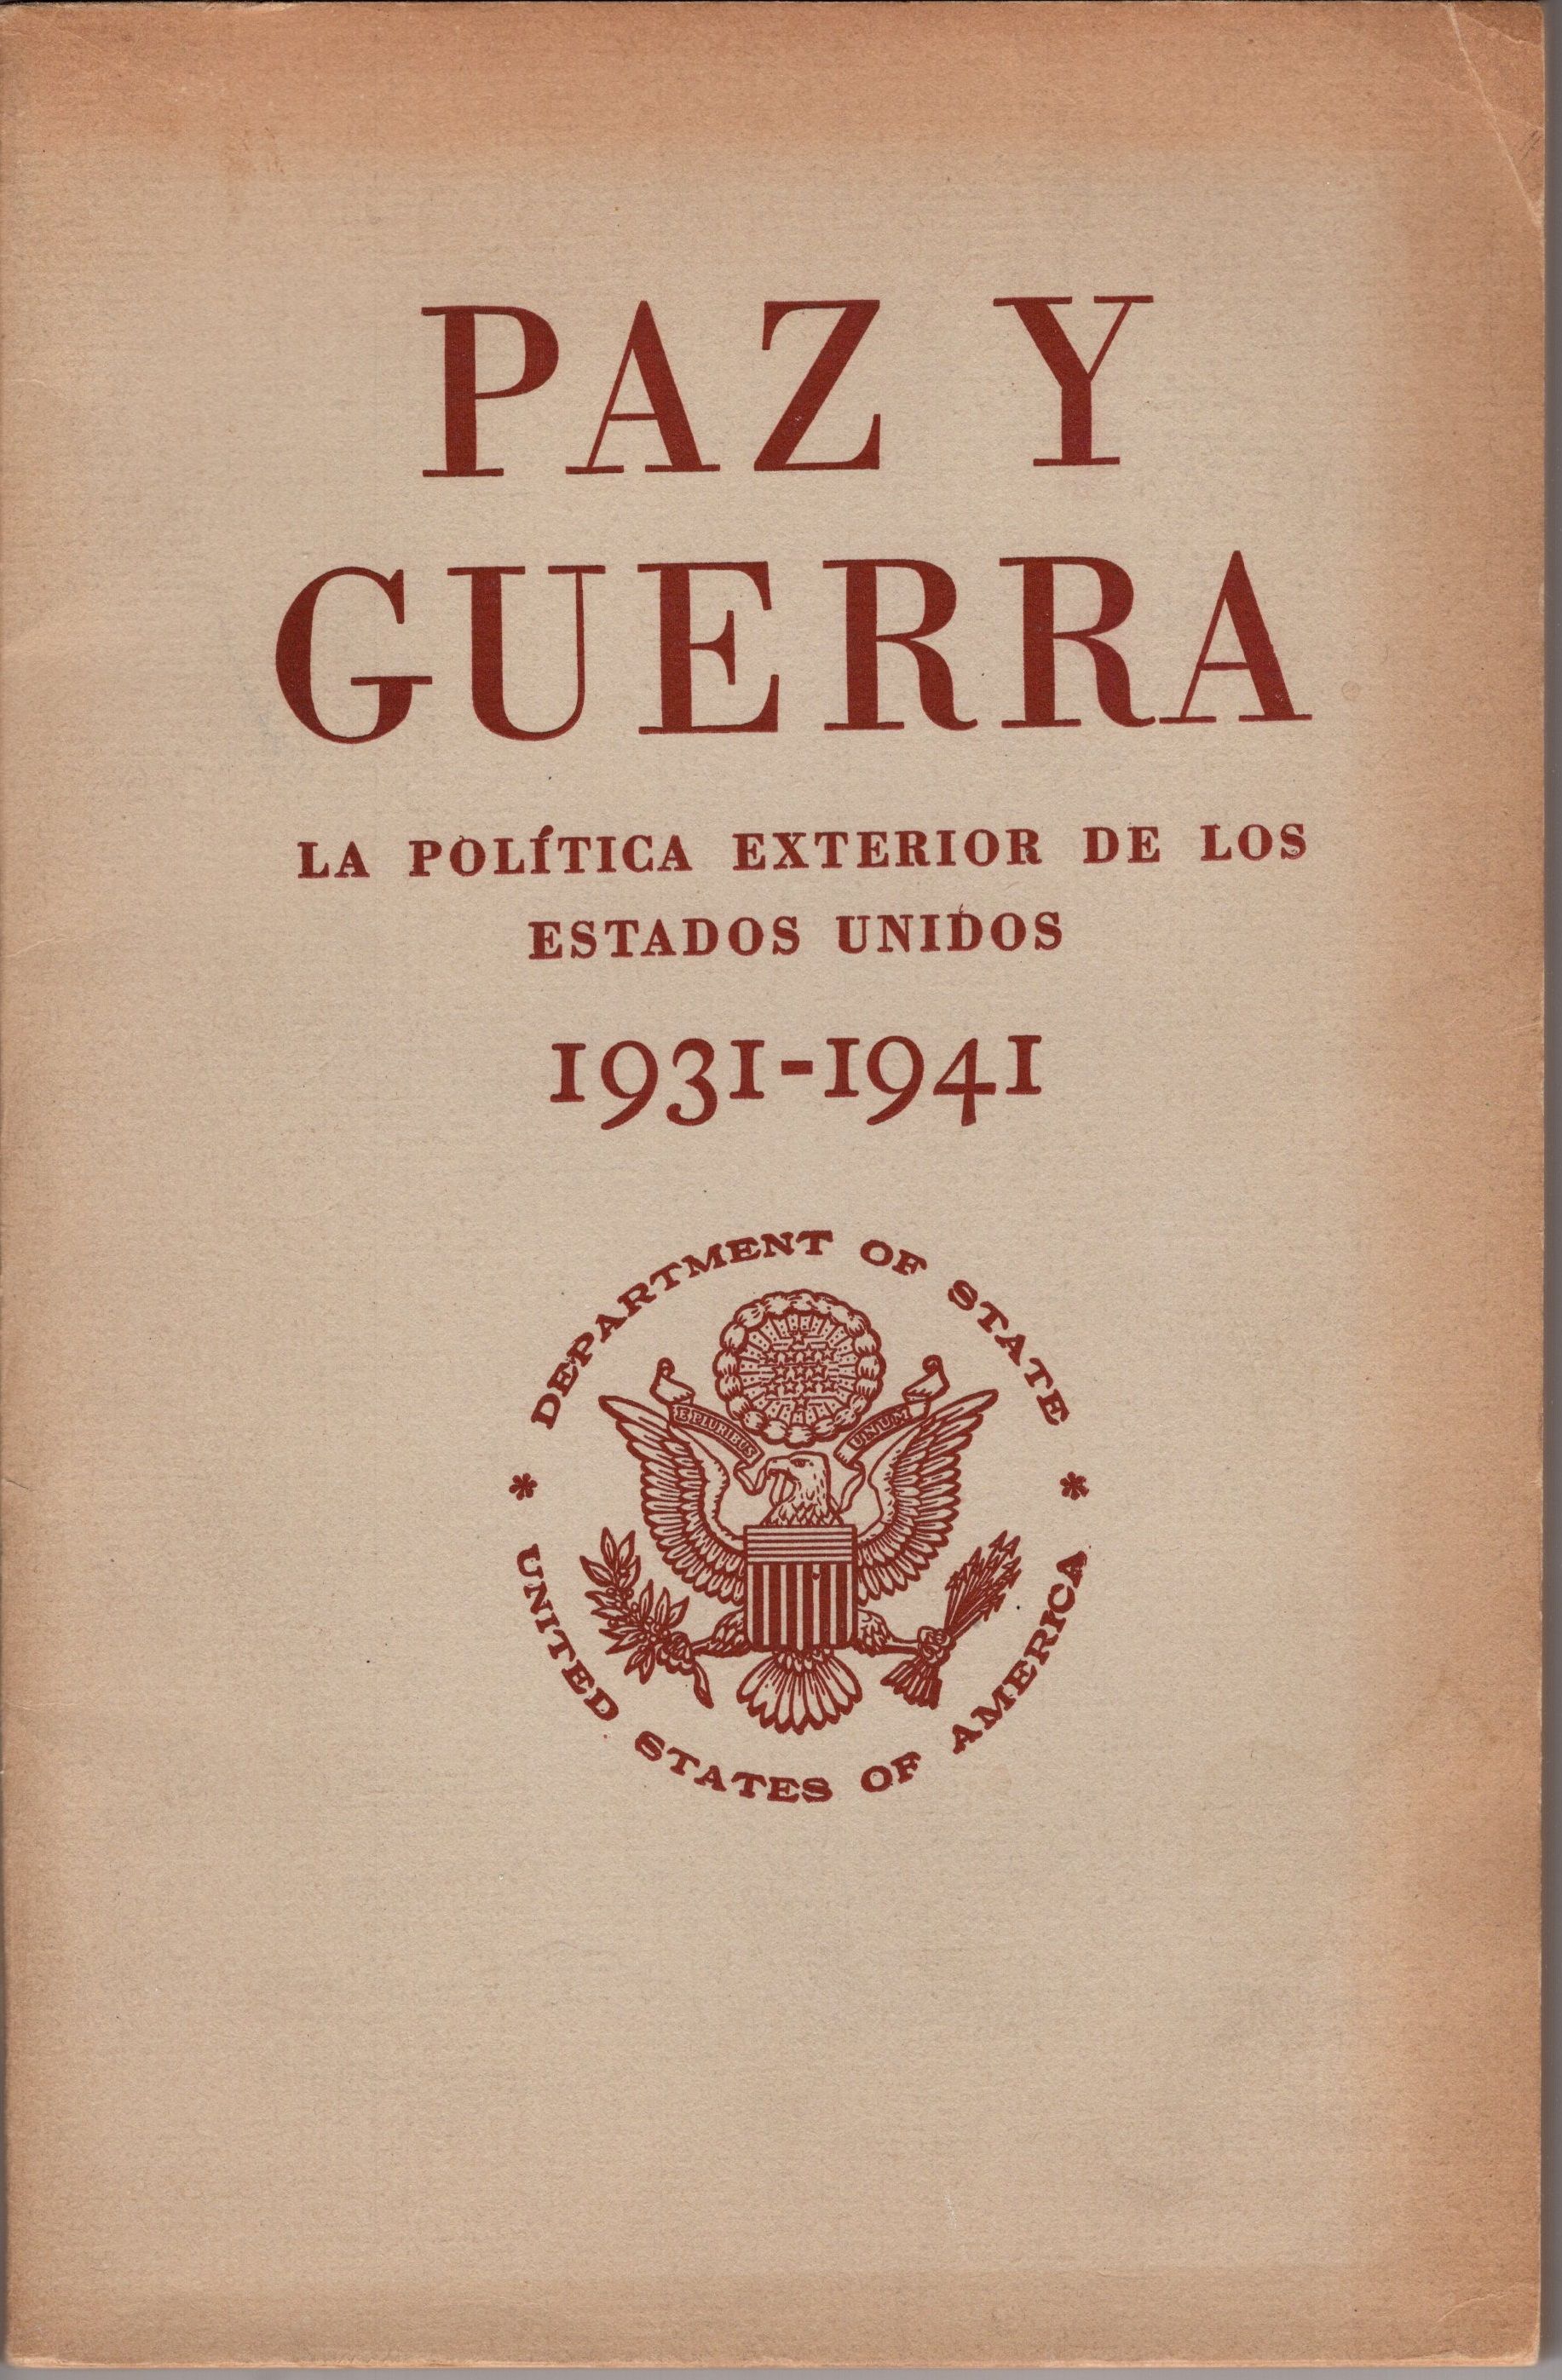 PAZ Y
GUERRA
LA POLÍTICA EXTERIOR DE LOS
ESTADOS UNIDOS
1931-1941
DEPARTMENT OF STATE
E PLURIBUS UNUM
* UNITED STATES OF AMERICA *